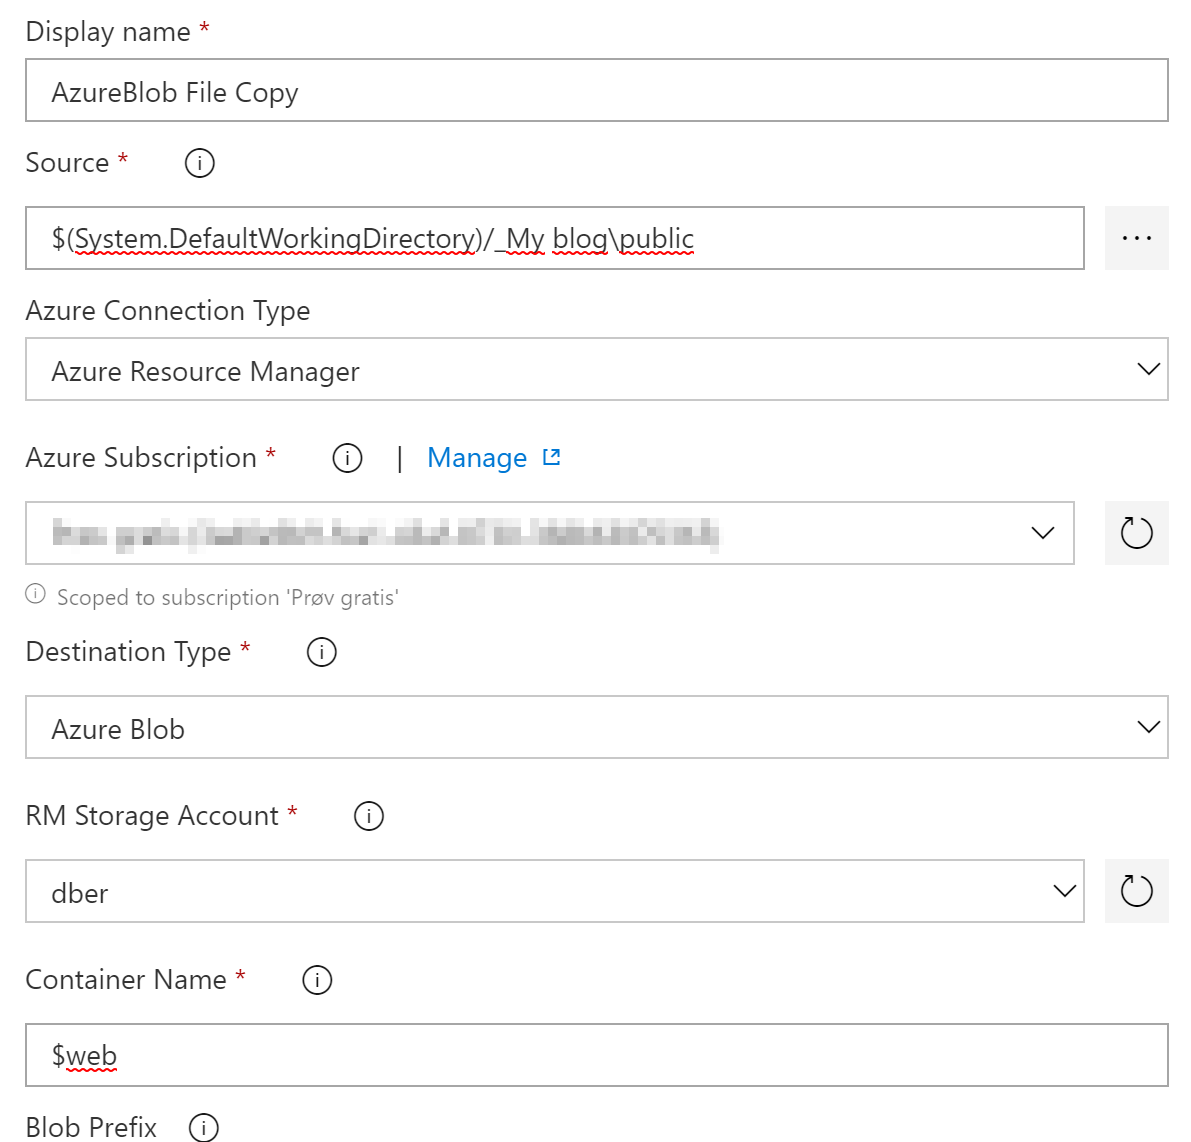 Display name *
AzureBlob File Copy
Source *
$(System.DefaultWorkingDirectory)/_My blog\public
Azure Connection Type
Azure Resource Manager
Azure Subscription * | Manage
Scoped to subscription 'Prøv gratis'
Destination Type *
Azure Blob
RM Storage Account *
dber
Container Name *
$web
Blob Prefix